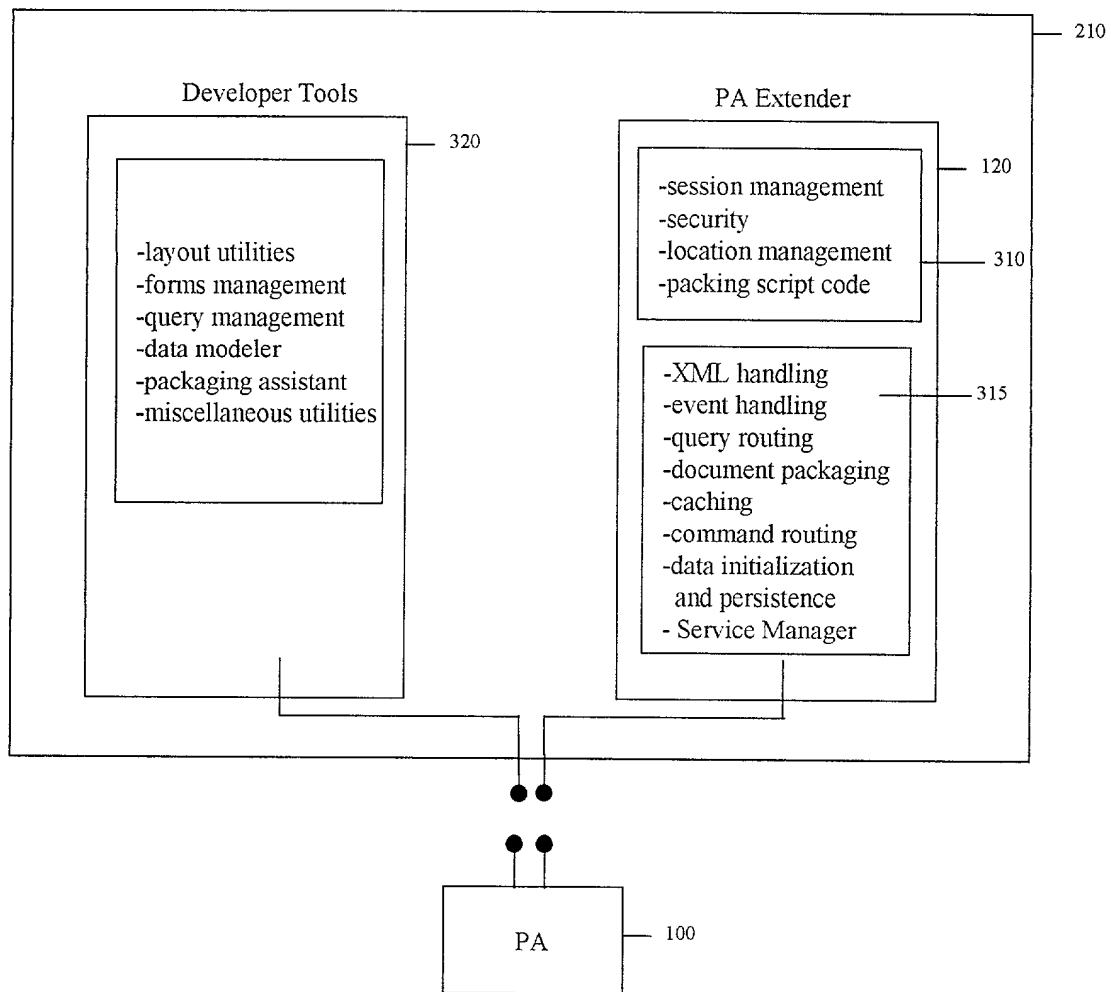 210
Developer Tools
320
-layout utilities
-forms management
-query management
-data modeler
-packaging assistant
-miscellaneous utilities
PA Extender
120
-session management
-security
-location management
-packing script code
310
-XML handling
-event handling
-query routing
-document packaging
-caching
-command routing
-data initialization
and persistence
- Service Manager
315
PA
100